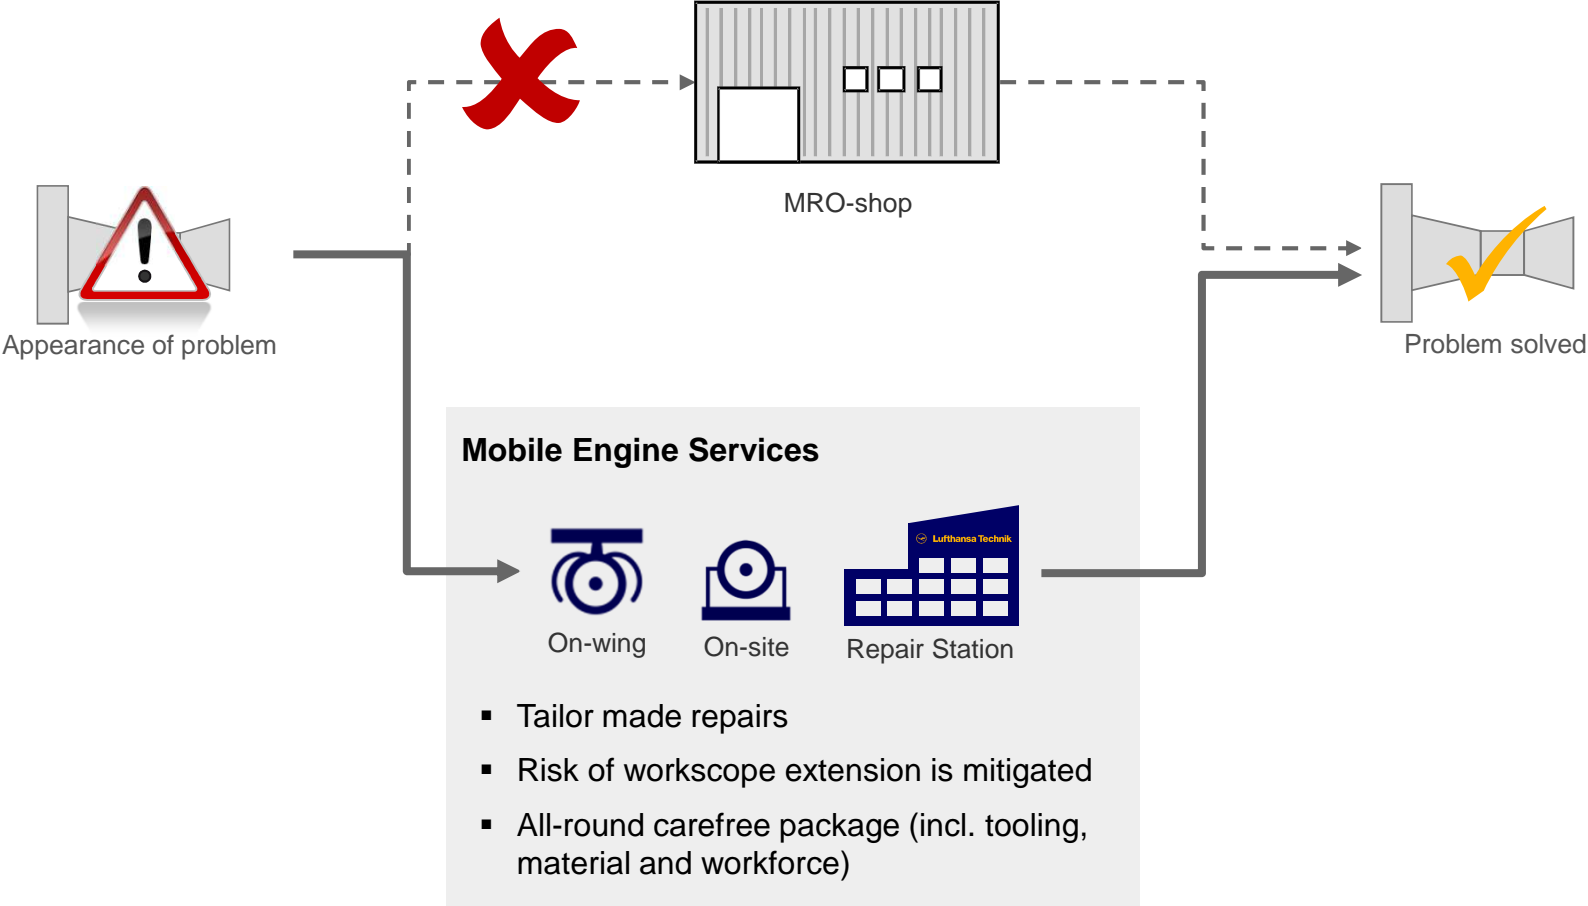 MRO-shop
Appearance of problem
Problem solved
Mobile Engine Services
Lufthansa Technik
On-wing
On-site
Repair Station
▪ Tailor made repairs
▪ Risk of workscope extension is mitigated
▪ All-round carefree package (incl. tooling,
material and workforce)